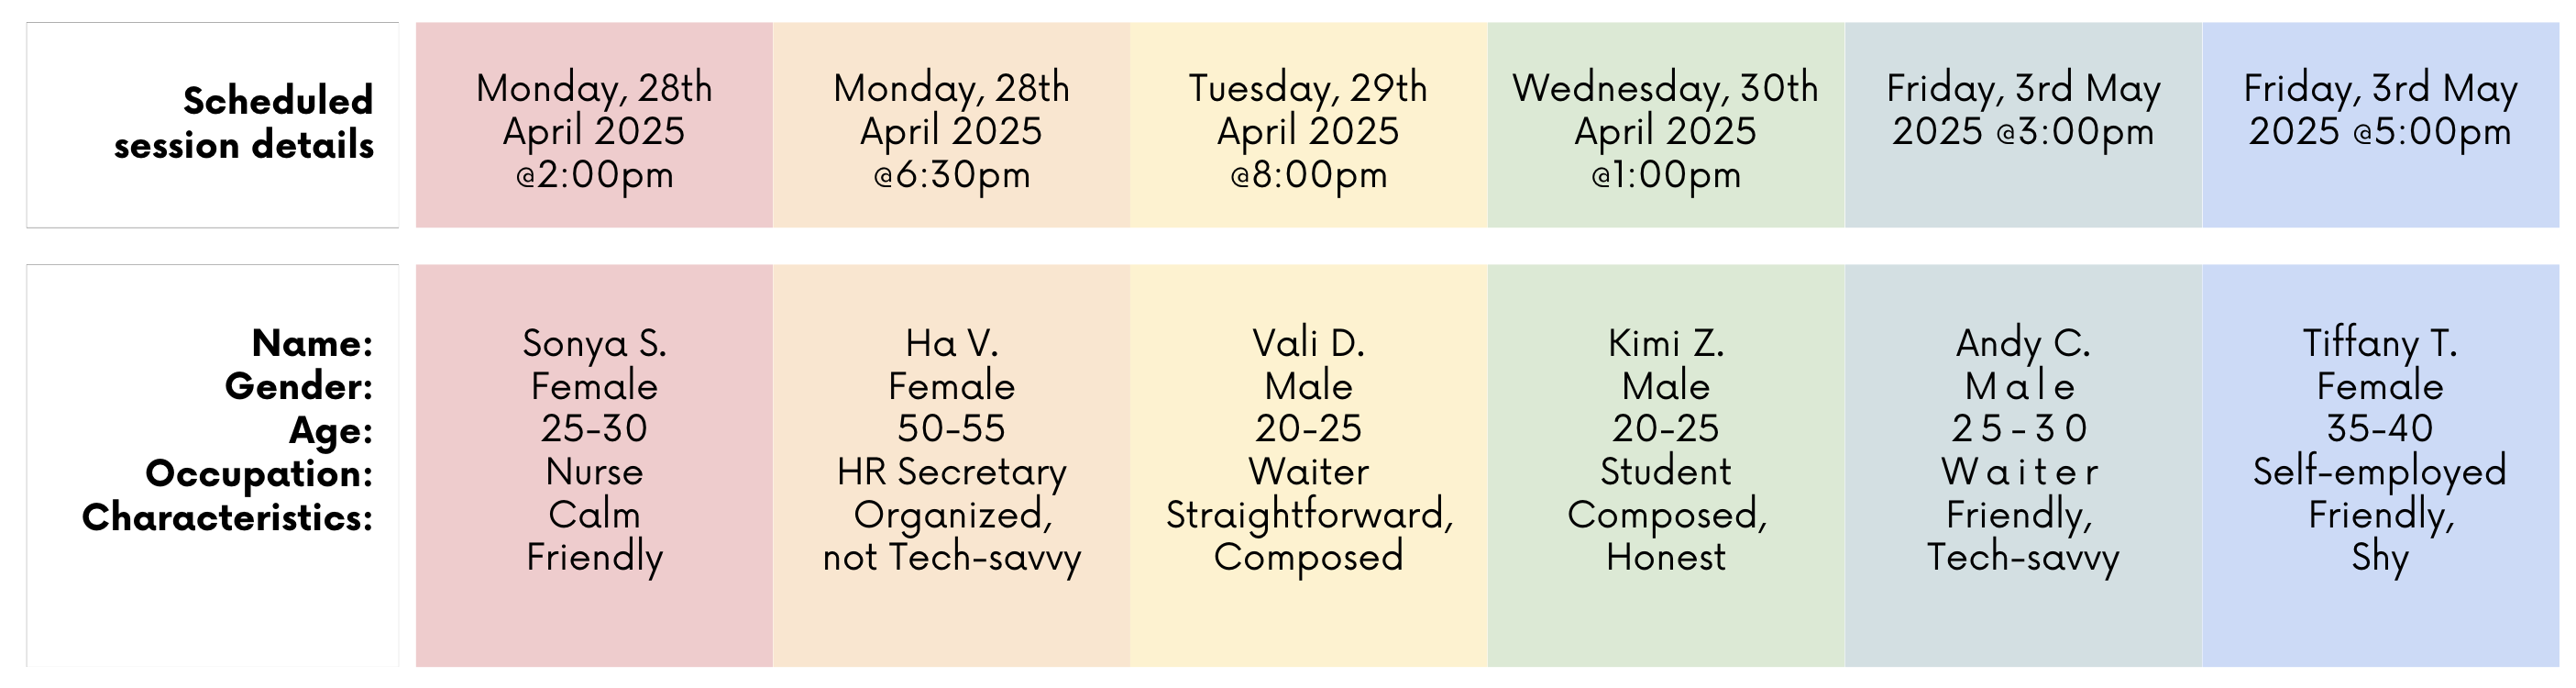 Scheduled
session details
Monday, 28th
April 2025
@2:00pm
Monday, 28th
April 2025
@6:30pm
Tuesday, 29th
April 2025
@8:00pm
Wednesday, 30th
April 2025
@1:00pm
Friday, 3rd May
2025 @3:00pm
Friday, 3rd May
2025 @5:00pm
Name:
Gender:
Age:
Occupation:
Characteristics:
Sonya S.
Female
25-30
Nurse
Calm
Friendly
Ha V.
Female
50-55
HR Secretary
Organized,
not Tech-savvy
Vali D.
Male
20-25
Waiter
Straightforward,
Composed
Kimi Z.
Male
20-25
Student
Composed,
Honest
Andy C.
Male
25-30
Waiter
Friendly,
Tech-savvy
Tiffany T.
Female
35-40
Self-employed
Friendly,
Shy